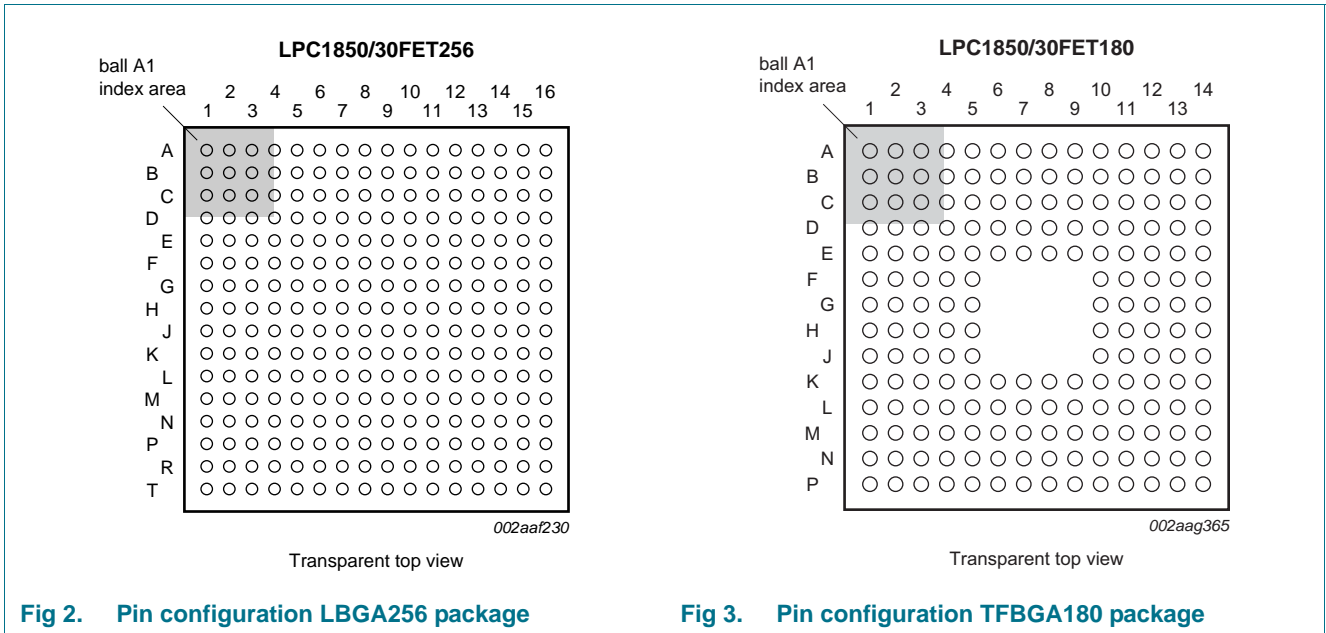 LPC1850/30FET256
ball A1
index area
2 4 6 8 10 12 14 16
1 3 5 7 9 11 13 15
A
B
C
D
E
F
G
H
J
K
L
M
N
P
R
T
002aaf230
Transparent top view
Fig 2. Pin configuration LBGA256 package
LPC1850/30FET180
ball A1
index area
2 4 6 8 10 12 14
1 3 5 7 9 11 13
A
B
C
D
E
F
G
H
J
K
L
M
N
P
002aag365
Transparent top view
Fig 3. Pin configuration TFBGA180 package